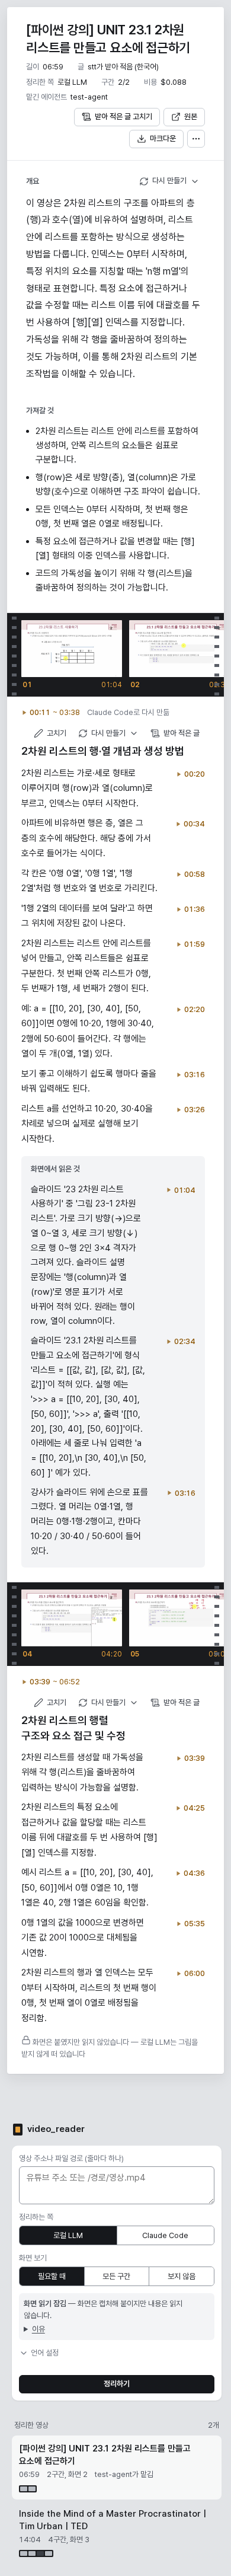 [파이썬 강의] UNIT 23.1 2차원
리스트를 만들고 요소에 접근하기
길이 06:59 글 stt가 받아 적음 (한국어)
정리한 쪽 로컬 LLM 구간 2/2 비용 $0.088
맡긴 에이전트 test-agent
받아 적은 글 고치기 원본
마크다운
개요 다시 만들기
이 영상은 2차원 리스트의 구조를 아파트의 층
(행)과 호수(열)에 비유하여 설명하며, 리스트
안에 리스트를 포함하는 방식으로 생성하는
방법을 다룹니다. 인덱스는 0부터 시작하며,
특정 위치의 요소를 지칭할 때는 'n행 m열'의
형태로 표현합니다. 특정 요소에 접근하거나
값을 수정할 때는 리스트 이름 뒤에 대괄호를 두
번 사용하여 [행][열] 인덱스를 지정합니다.
가독성을 위해 각 행을 줄바꿈하여 정의하는
것도 가능하며, 이를 통해 2차원 리스트의 기본
조작법을 이해할 수 있습니다.
가져갈 것
2차원 리스트는 리스트 안에 리스트를 포함하여
생성하며, 안쪽 리스트의 요소들은 쉼표로
구분합니다.
행(row)은 세로 방향(층), 열(column)은 가로
방향(호수)으로 이해하면 구조 파악이 쉽습니다.
모든 인덱스는 0부터 시작하며, 첫 번째 행은
0행, 첫 번째 열은 0열로 배정됩니다.
특정 요소에 접근하거나 값을 변경할 때는 [행]
[열] 형태의 이중 인덱스를 사용합니다.
코드의 가독성을 높이기 위해 각 행(리스트)을
줄바꿈하여 정의하는 것이 가능합니다.
01 01:04 02
00:11 ~ 03:38 Claude Code로 다시 만듦
고치기 다시 만들기 받아 적은 글
2차원 리스트의 행·열 개념과 생성 방법
2차원 리스트는 가로·세로 형태로 00:20
이루어지며 행(row)과 열(column)로
부르고, 인덱스는 0부터 시작한다.
아파트에 비유하면 행은 층, 열은 그 00:34
층의 호수에 해당한다. 해당 층에 가서
호수로 들어가는 식이다.
각 칸은 '0행 0열', '0행 1열', '1행 00:58
2열'처럼 행 번호와 열 번호로 가리킨다.
'1행 2열의 데이터를 보여 달라'고 하면 01:36
그 위치에 저장된 값이 나온다.
2차원 리스트는 리스트 안에 리스트를 01:59
넣어 만들고, 안쪽 리스트들은 쉼표로
구분한다. 첫 번째 안쪽 리스트가 0행,
두 번째가 1행, 세 번째가 2행이 된다.
예: a = [[10, 20], [30, 40], [50, 02:20
60]]이면 0행에 10·20, 1행에 30·40,
2행에 50·60이 들어간다. 각 행에는
열이 두 개(0열, 1열) 있다.
보기 좋고 이해하기 쉽도록 행마다 줄을 03:16
바꿔 입력해도 된다.
리스트 a를 선언하고 10·20, 30·40을 03:26
차례로 넣으며 실제로 실행해 보기
시작한다.
화면에서 읽은 것
슬라이드 '23 2차원 리스트 01:04
사용하기' 중 '그림 23-1 2차원
리스트'. 가로 크기 방향(→)으로
열 0~열 3, 세로 크기 방향(↓)
으로 행 0~행 2인 3×4 격자가
그려져 있다. 슬라이드 설명
문장에는 '행(column)과 열
(row)'로 영문 표기가 서로
바뀌어 적혀 있다. 원래는 행이
row, 열이 column이다.
슬라이드 '23.1 2차원 리스트를 02:34
만들고 요소에 접근하기'에 형식
'리스트 = [[값, 값], [값, 값], [값,
값]]'이 적혀 있다. 실행 예는
'>>> a = [[10, 20], [30, 40],
[50, 60]]', '>>> a', 출력 '[[10,
20], [30, 40], [50, 60]]'이다.
아래에는 세 줄로 나눠 입력한 'a
= [[10, 20],\n [30, 40],\n [50,
60] ]' 예가 있다.
강사가 슬라이드 위에 손으로 표를 03:16
그렸다. 열 머리는 0열·1열, 행
머리는 0행·1행·2행이고, 칸마다
10·20 / 30·40 / 50·60이 들어
있다.
04 04:20 05
03:39 ~ 06:52
고치기 다시 만들기 받아 적은 글
2차원 리스트의 행렬
구조와 요소 접근 및 수정
2차원 리스트를 생성할 때 가독성을 03:39
위해 각 행(리스트)을 줄바꿈하여
입력하는 방식이 가능함을 설명함.
2차원 리스트의 특정 요소에 04:25
접근하거나 값을 할당할 때는 리스트
이름 뒤에 대괄호를 두 번 사용하여 [행]
[열] 인덱스를 지정함.
예시 리스트 a = [[10, 20], [30, 40], 04:36
[50, 60]]에서 0행 0열은 10, 1행
1열은 40, 2행 1열은 60임을 확인함.
0행 1열의 값을 1000으로 변경하면 05:35
기존 값 20이 1000으로 대체됨을
시연함.
2차원 리스트의 행과 열 인덱스는 모두 06:00
0부터 시작하며, 리스트의 첫 번째 행이
0행, 첫 번째 열이 0열로 배정됨을
정리함.
화면은 붙였지만 읽지 않았습니다 — 로컬 LLM는 그림을
받지 않게 떠 있습니다
video_reader
영상 주소나 파일 경로 (줄마다 하나)
유튜브 주소 또는 /경로/영상.mp4
정리하는 쪽
로컬 LLM Claude Code
화면 보기
필요할 때 모든 구간 보지 않음
화면 읽기 잠김 — 화면은 캡처해 붙이지만 내용은 읽지
않습니다.
이유
언어 설정
정리하기
정리한 영상 2개
[파이썬 강의] UNIT 23.1 2차원 리스트를 만들고
요소에 접근하기
06:59 2구간, 화면 2 test-agent가 맡김
Inside the Mind of a Master Procrastinator |
Tim Urban | TED
14:04 4구간, 화면 3